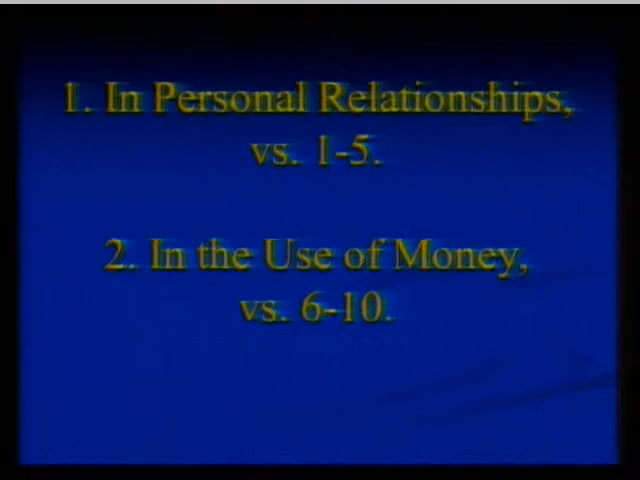 1. In Personal Relationships,
vs. 1-5.
2. In the Use of Money,
vs. 6-10.